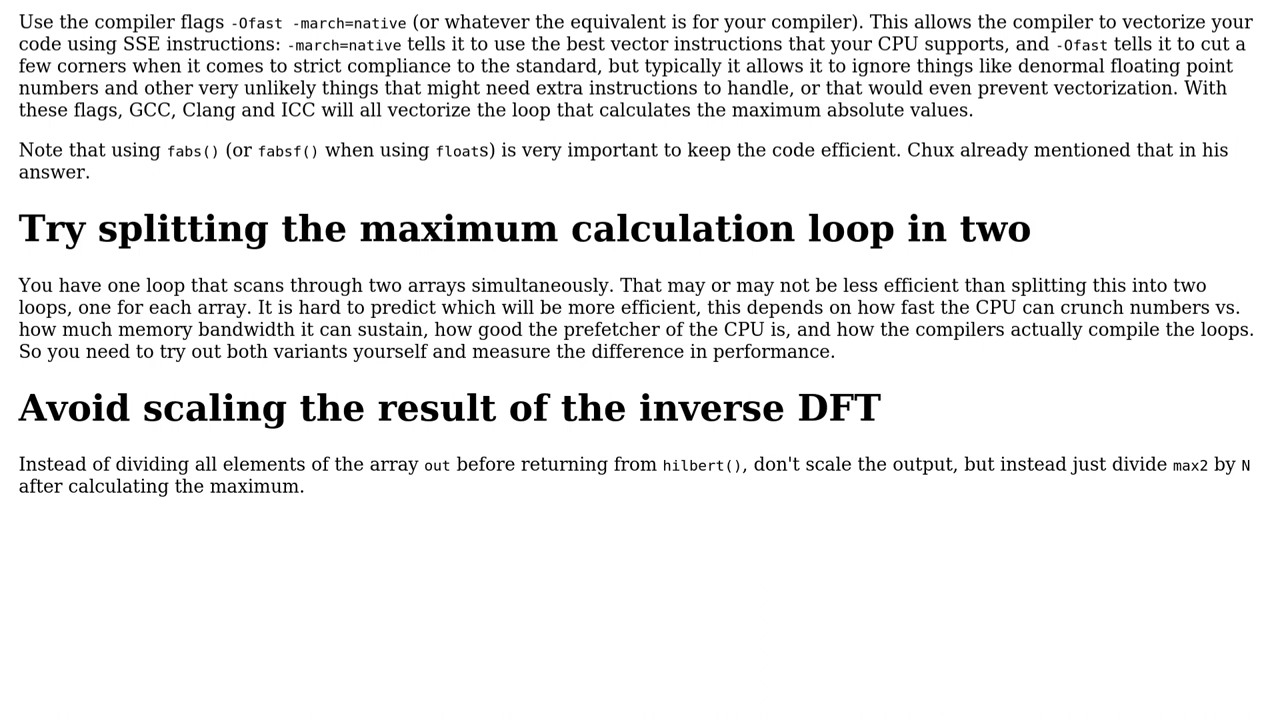 Use the compiler flags -Ofast -march=native (or whatever the equivalent is for your compiler). This allows the compiler to vectorize your
code using SSE instructions: -march=native tells it to use the best vector instructions that your CPU supports, and -Ofast tells it to cut a
few corners when it comes to strict compliance to the standard, but typically it allows it to ignore things like denormal floating point
numbers and other very unlikely things that might need extra instructions to handle, or that would even prevent vectorization. With
these flags, GCC, Clang and ICC will all vectorize the loop that calculates the maximum absolute values.
Note that using fabs() (or fabsf() when using floats) is very important to keep the code efficient. Chux already mentioned that in his
answer.
Try splitting the maximum calculation loop in two
You have one loop that scans through two arrays simultaneously. That may or may not be less efficient than splitting this into two
loops, one for each array. It is hard to predict which will be more efficient, this depends on how fast the CPU can crunch numbers vs.
how much memory bandwidth it can sustain, how good the prefetcher of the CPU is, and how the compilers actually compile the loops.
So you need to try out both variants yourself and measure the difference in performance.
Avoid scaling the result of the inverse DFT
Instead of dividing all elements of the array out before returning from hilbert(), don't scale the output, but instead just divide max2 by N
after calculating the maximum.